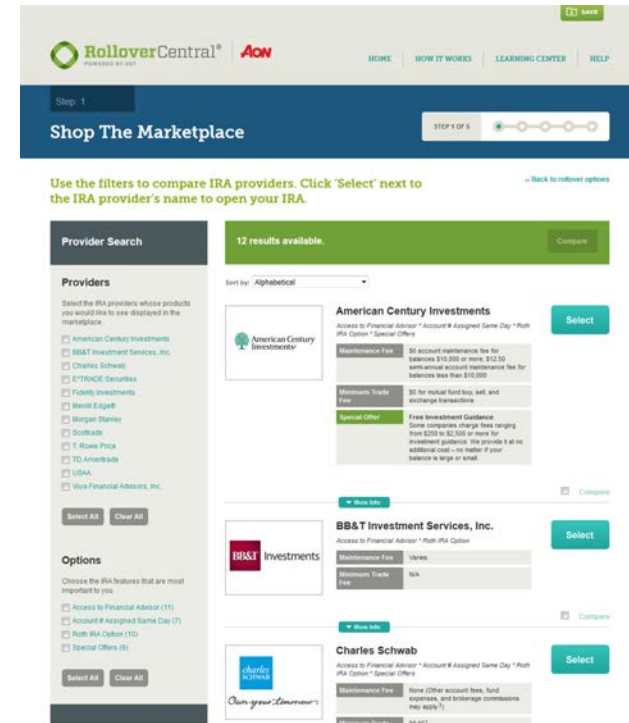 SAVE
RolloverCentral®
POWERED BY HST
AON
HOME
HOW IT WORKS
LEARNING CENTER
HELP
Step: 1
Shop The Marketplace
STEP 1 OF 5
Use the filters to compare IRA providers. Click 'Select' next to
the IRA provider's name to open your IRA.
Back to rollover options
Provider Search
12 results available.
Compare
Providers
Select the IRA providers whose products
you would like to see displayed in the
marketplace.
American Century Investments
BB&T Investment Services, Inc.
Charles Schwab
E*TRADE Securities
Fidelity Investments
Merrill Edge®
Morgan Stanley
Scottrade
T. Rowe Price
TD Ameritrade
USAA
Voya Financial Advisors, Inc.
Select All
Clear All
Options
Choose the IRA features that are most
important to you.
Access to Financial Advisor (11)
Account # Assigned Same Day (7)
Roth IRA Option (10)
Special Offers (9)
Select All
Clear All
Sort by: Alphabetical
American Century
Investments®
American Century Investments
Access to Financial Advisor * Account # Assigned Same Day * Roth
IRA Option * Special Offers
Select
Maintenance Fee
$0 account maintenance fee for
balances $10,000 or more; $12.50
semi-annual account maintenance fee for
balances less than $10,000
Minimum Trade
Fee
$0 for mutual fund buy, sell, and
exchange transactions
Special Offer
Free Investment Guidance
Some companies charge fees ranging
from $250 to $2,500 or more for
investment guidance. We provide it at no
additional cost – no matter if your
balance is large or small.
Compare
More Info
BB&T Investments
BB&T Investment Services, Inc.
Access to Financial Advisor * Roth IRA Option
Select
Maintenance Fee
Varies
Minimum Trade
Fee
N/A
Compare
More Info
charles
SCHWAB
Own your tomorrow
Charles Schwab
Access to Financial Advisor * Account # Assigned Same Day * Roth
IRA Option * Special Offers
Select
Maintenance Fee
None (Other account fees, fund
expenses, and brokerage commissions
may apply
Minimum Trade